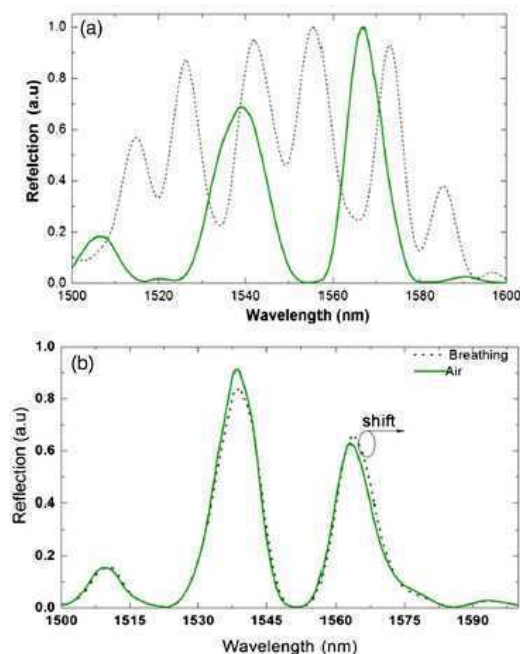 (a)
Refelction (a.u)
1.0
0.8
0.6
0.4
0.2
0.0
1500 1520 1540 1560 1580 1600
Wavelength (nm)
(b)
Breathing
Air
shift
Reflection (a.u)
1.0
0.8
0.6
0.4
0.2
0.0
1500 1515 1530 1545 1560 1575 1590
Wavelength (nm)